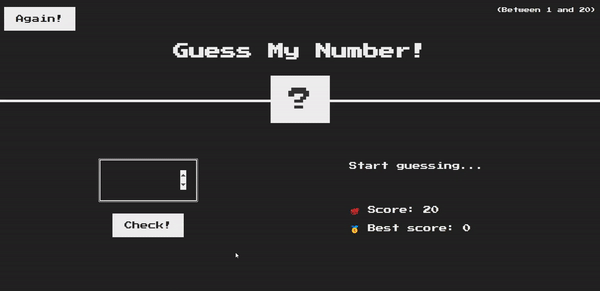 Again!
(Between 1 and 20)
Guess My Number!
?
Start guessing...
Check!
💯 Score: 20
🥇 Best score: 0